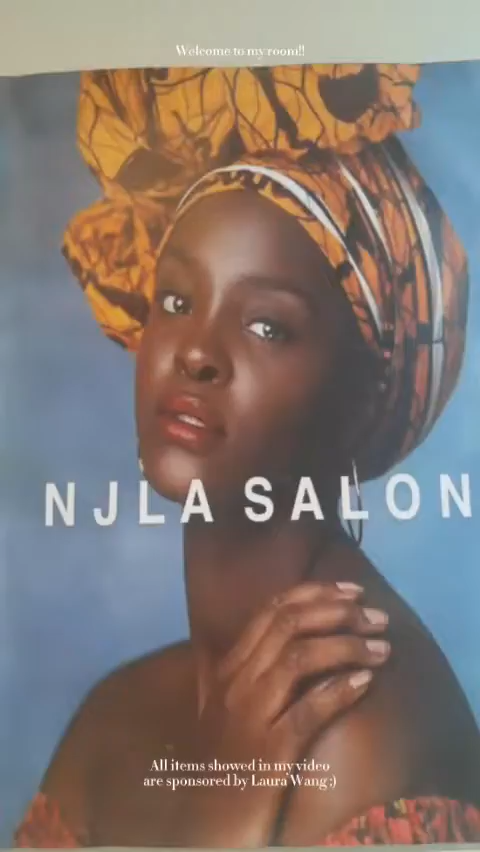 Welcome to my room!!
NJLA SALON
All items showed in my video
are sponsored by Laura Wang :)